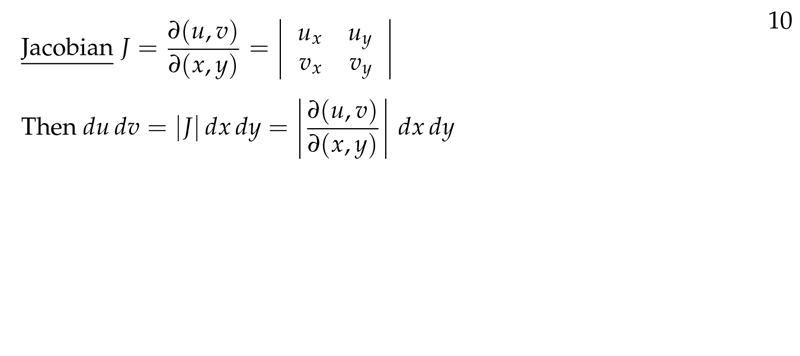 10
Jacobian J = ∂(u, v) / ∂(x, y) = | u_x u_y |
| v_x v_y |
Then du dv = |J| dx dy = | ∂(u, v) / ∂(x, y) | dx dy